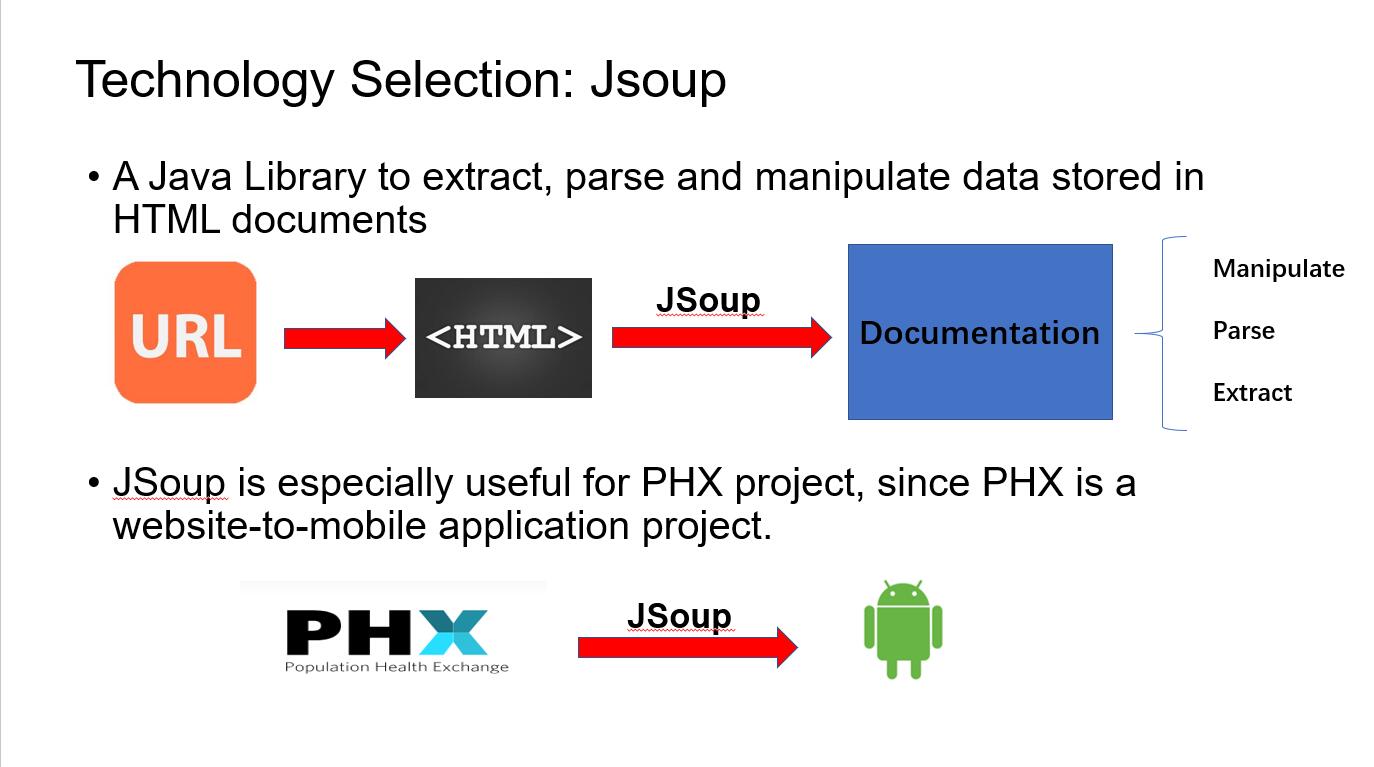 Technology Selection: Jsoup
• A Java Library to extract, parse and manipulate data stored in
HTML documents
URL
<HTML>
JSoup
Documentation
Manipulate
Parse
Extract
• JSoup is especially useful for PHX project, since PHX is a
website-to-mobile application project.
PHX
Population Health Exchange
JSoup